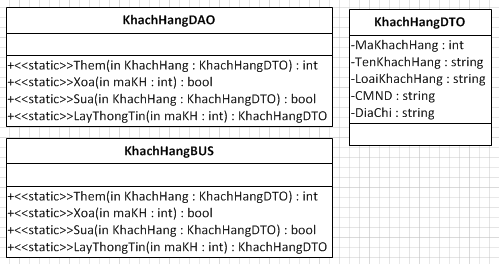 KhachHangDAO
+<<static>>Them(in KhachHang : KhachHangDTO) : int
+<<static>>Xoa(in maKH : int) : bool
+<<static>>Sua(in KhachHang : KhachHangDTO) : bool
+<<static>>LayThongTin(in maKH : int) : KhachHangDTO
KhachHangDTO
-MaKhachHang : int
-TenKhachHang : string
-LoaiKhachHang : string
-CMND : string
-DiaChi : string
KhachHangBUS
+<<static>>Them(in KhachHang : KhachHangDTO) : int
+<<static>>Xoa(in maKH : int) : bool
+<<static>>Sua(in KhachHang : KhachHangDTO) : bool
+<<static>>LayThongTin(in maKH : int) : KhachHangDTO